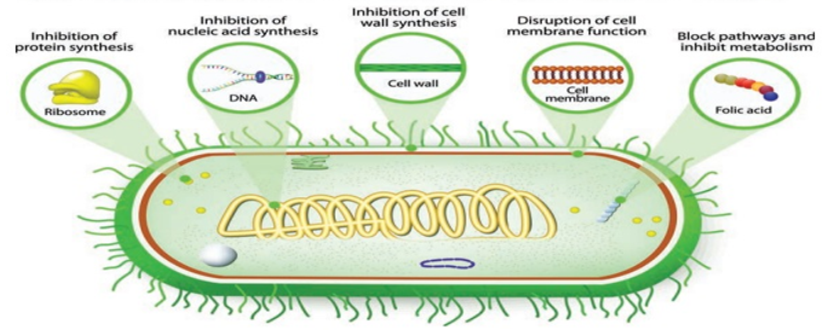 Inhibition of
protein synthesis
Ribosome
Inhibition of
nucleic acid synthesis
DNA
Inhibition of cell
wall synthesis
Cell wall
Disruption of cell
membrane function
Cell
membrane
Block pathways and
inhibit metabolism
Folic acid